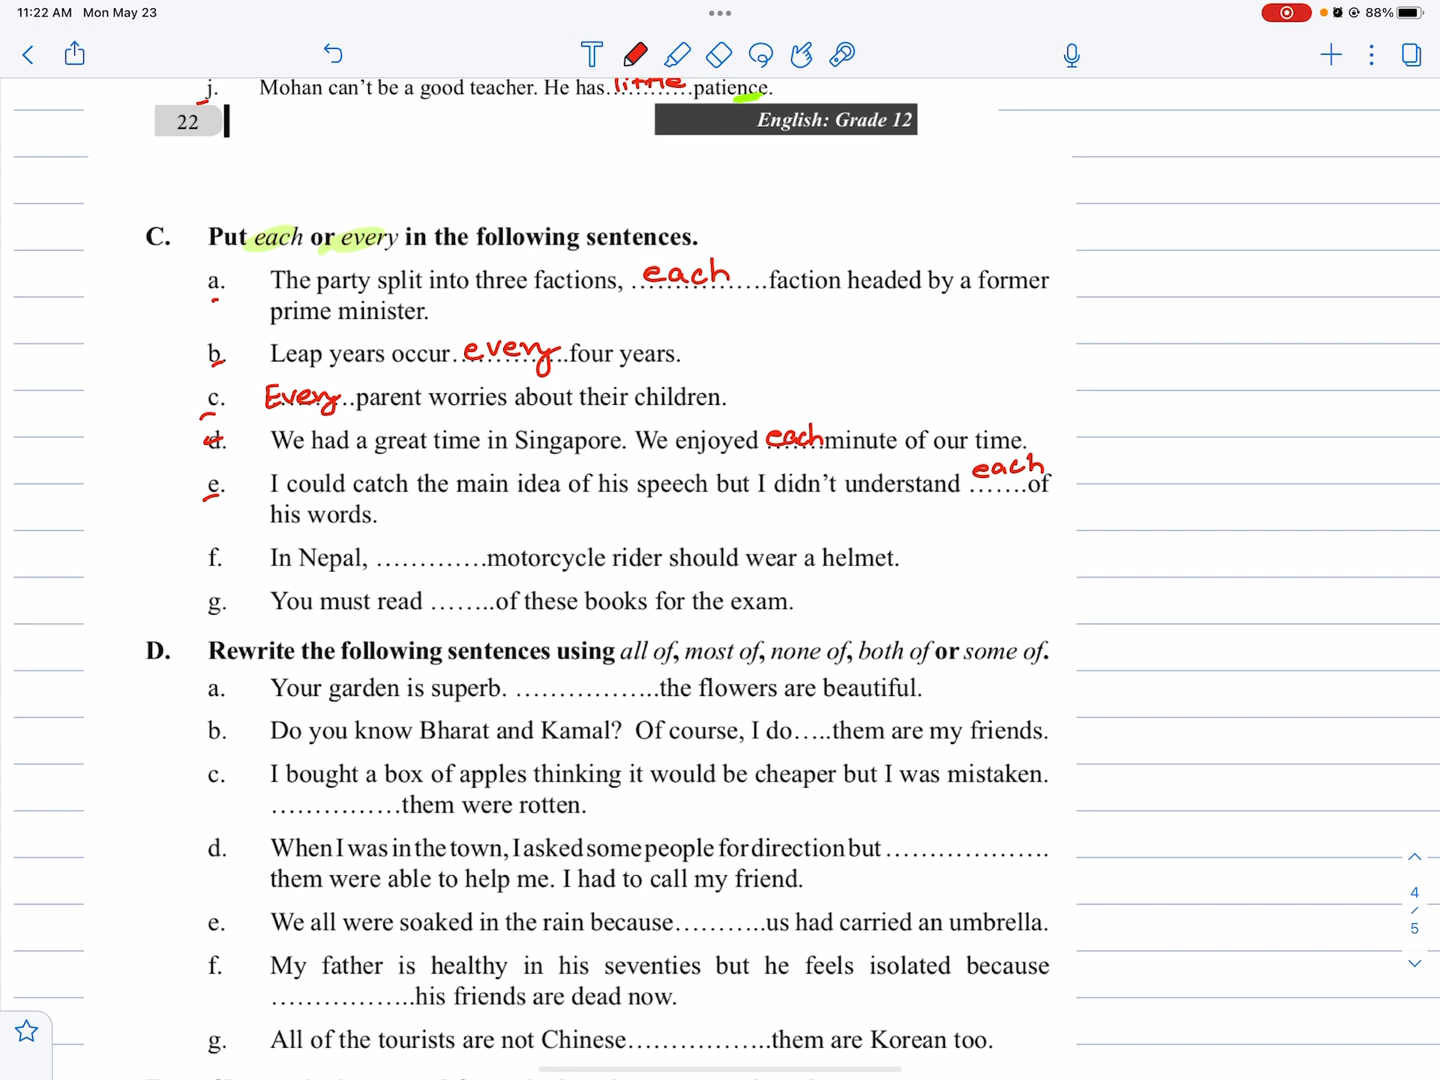 11:22 AM Mon May 23
88%
j. Mohan can't be a good teacher. He has..little..patience.
22
English: Grade 12
C. Put each or every in the following sentences.
a. The party split into three factions, ...each...faction headed by a former
prime minister.
b. Leap years occur..every..four years.
c. Every..parent worries about their children.
d. We had a great time in Singapore. We enjoyed each minute of our time.
each
e. I could catch the main idea of his speech but I didn't understand .......of
his words.
f. In Nepal, .............motorcycle rider should wear a helmet.
g. You must read ........of these books for the exam.
D. Rewrite the following sentences using all of, most of, none of, both of or some of.
a. Your garden is superb. .................the flowers are beautiful.
b. Do you know Bharat and Kamal? Of course, I do.....them are my friends.
c. I bought a box of apples thinking it would be cheaper but I was mistaken.
...............them were rotten.
d. When I was in the town, I asked some people for direction but ...................
them were able to help me. I had to call my friend.
e. We all were soaked in the rain because...........us had carried an umbrella.
f. My father is healthy in his seventies but he feels isolated because
.................his friends are dead now.
g. All of the tourists are not Chinese.................them are Korean too.
4
/
5